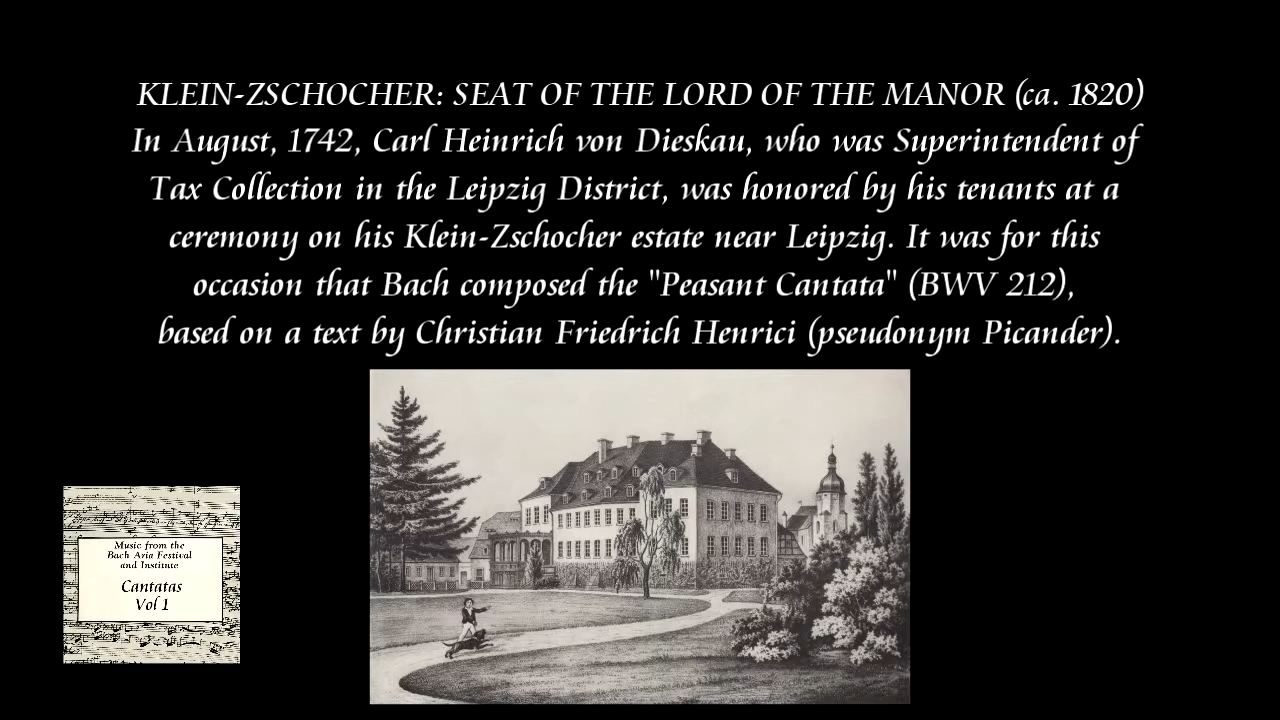 KLEIN-ZSCHOCHER: SEAT OF THE LORD OF THE MANOR (ca. 1820)
In August, 1742, Carl Heinrich von Dieskau, who was Superintendent of
Tax Collection in the Leipzig District, was honored by his tenants at a
ceremony on his Klein-Zschocher estate near Leipzig. It was for this
occasion that Bach composed the "Peasant Cantata" (BWV 212),
based on a text by Christian Friedrich Henrici (pseudonym Picander).
Music from the
Bach Aria Festival
and Institute
Cantatas
Vol 1